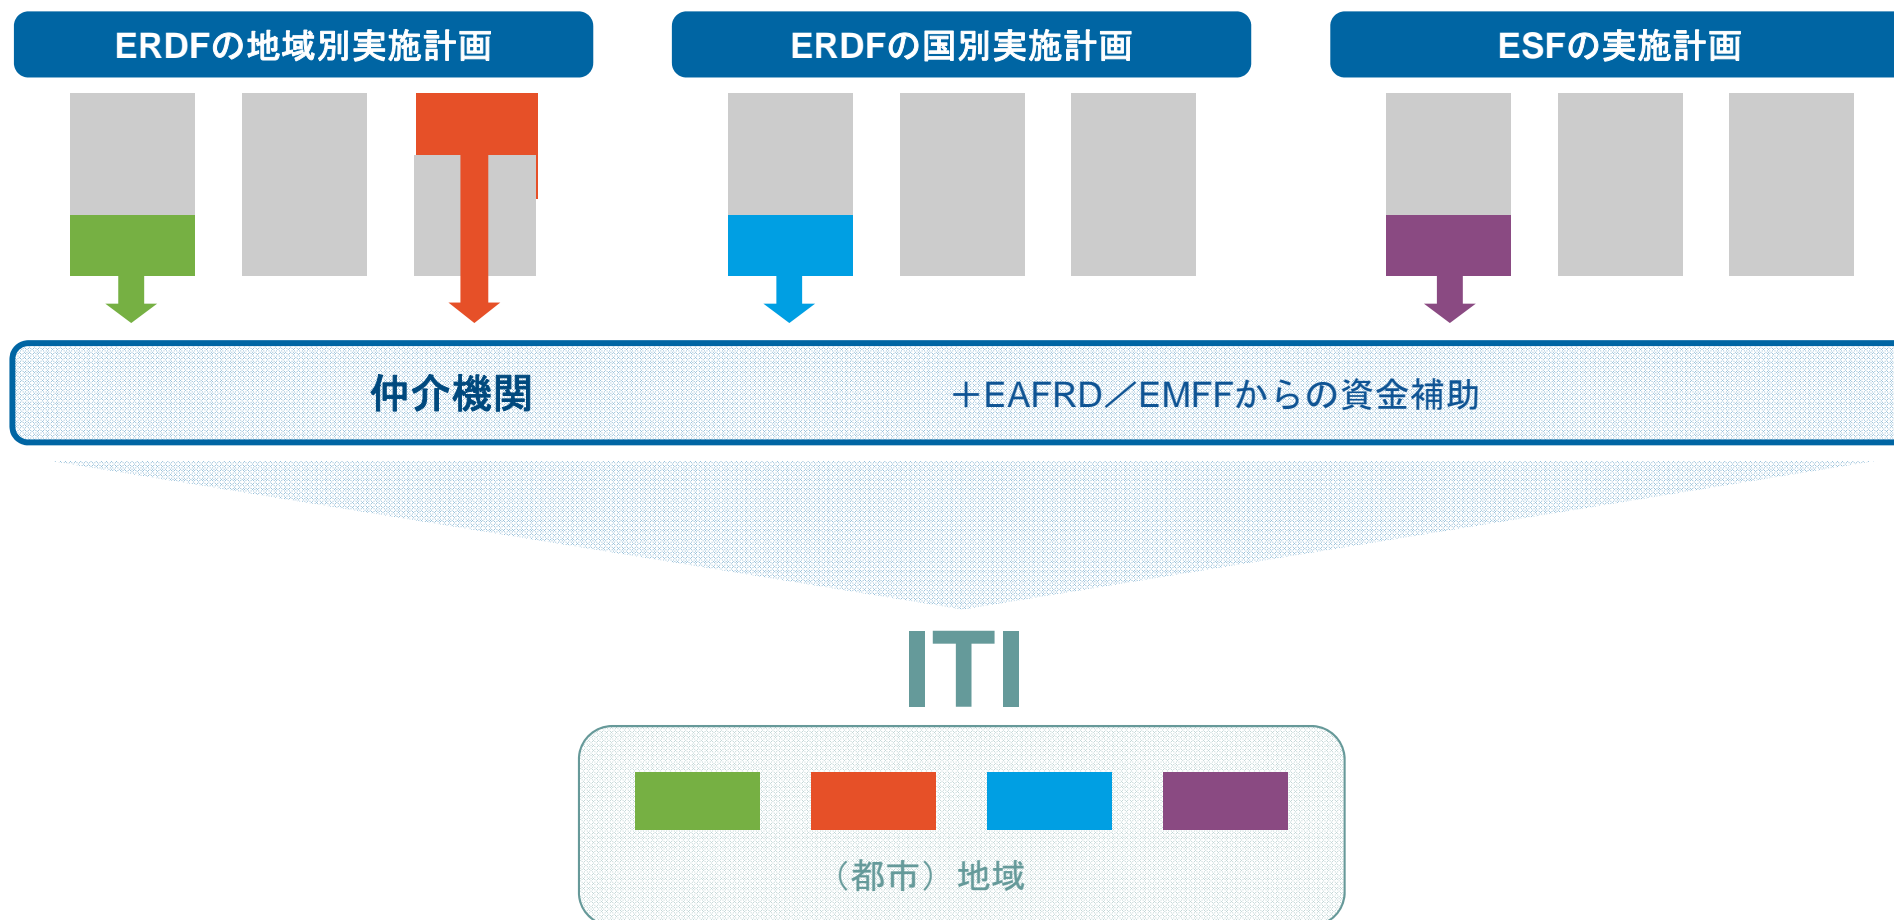 ERDFの地域別実施計画
ERDFの国別実施計画
ESFの実施計画
仲介機関
＋EAFRD／EMFFからの資金補助
ITI
（都市）地域